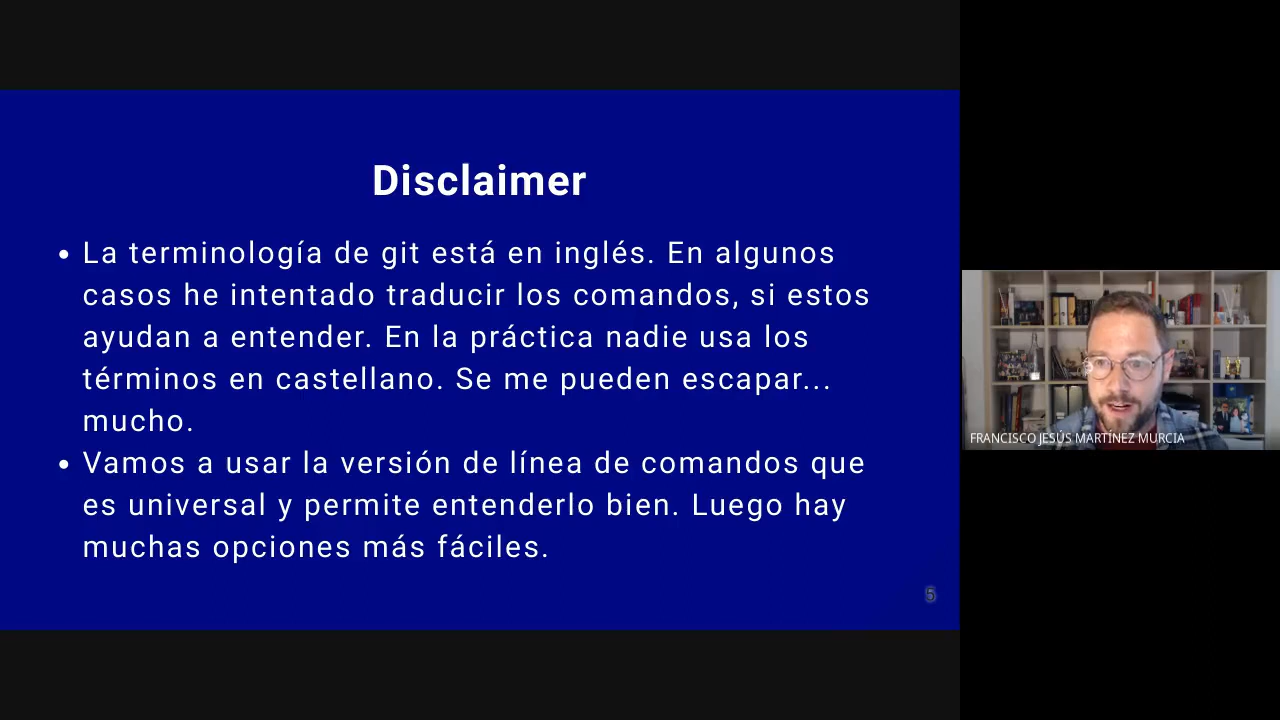 Disclaimer
La terminología de git está en inglés. En algunos
casos he intentado traducir los comandos, si estos
ayudan a entender. En la práctica nadie usa los
términos en castellano. Se me pueden escapar...
mucho.
Vamos a usar la versión de línea de comandos que
es universal y permite entenderlo bien. Luego hay
muchas opciones más fáciles.
FRANCISCO JESÚS MARTÍNEZ MURCIA